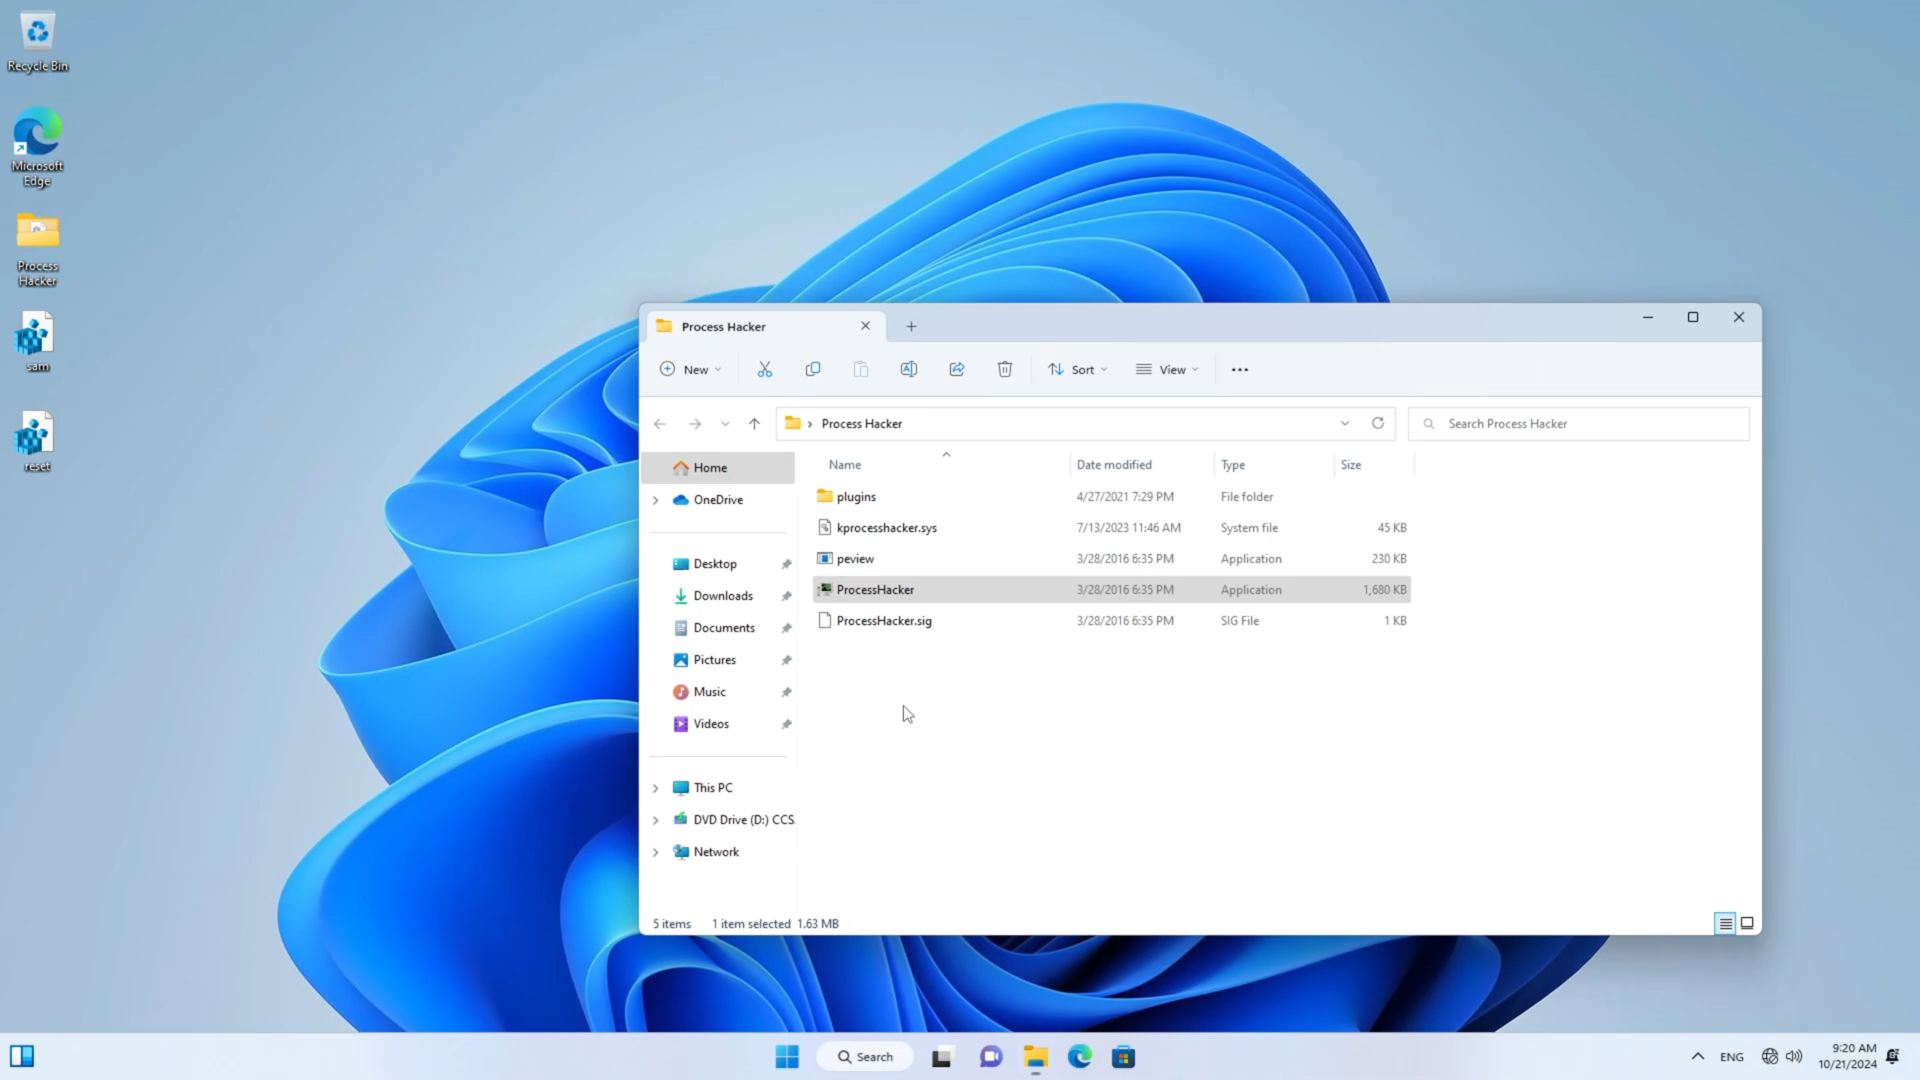 Recycle Bin
Microsoft
Edge
Process
Hacker
sam
reset
Process Hacker
New
Sort
View
Process Hacker
Search Process Hacker
Home
OneDrive
Desktop
Downloads
Documents
Pictures
Music
Videos
This PC
DVD Drive (D:) CCS
Network
Name Date modified Type Size
plugins 4/27/2021 7:29 PM File folder
kprocesshacker.sys 7/13/2023 11:46 AM System file 45 KB
peview 3/28/2016 6:35 PM Application 230 KB
ProcessHacker 3/28/2016 6:35 PM Application 1,680 KB
ProcessHacker.sig 3/28/2016 6:35 PM SIG File 1 KB
5 items 1 item selected 1.63 MB
Search
ENG
9:20 AM
10/21/2024